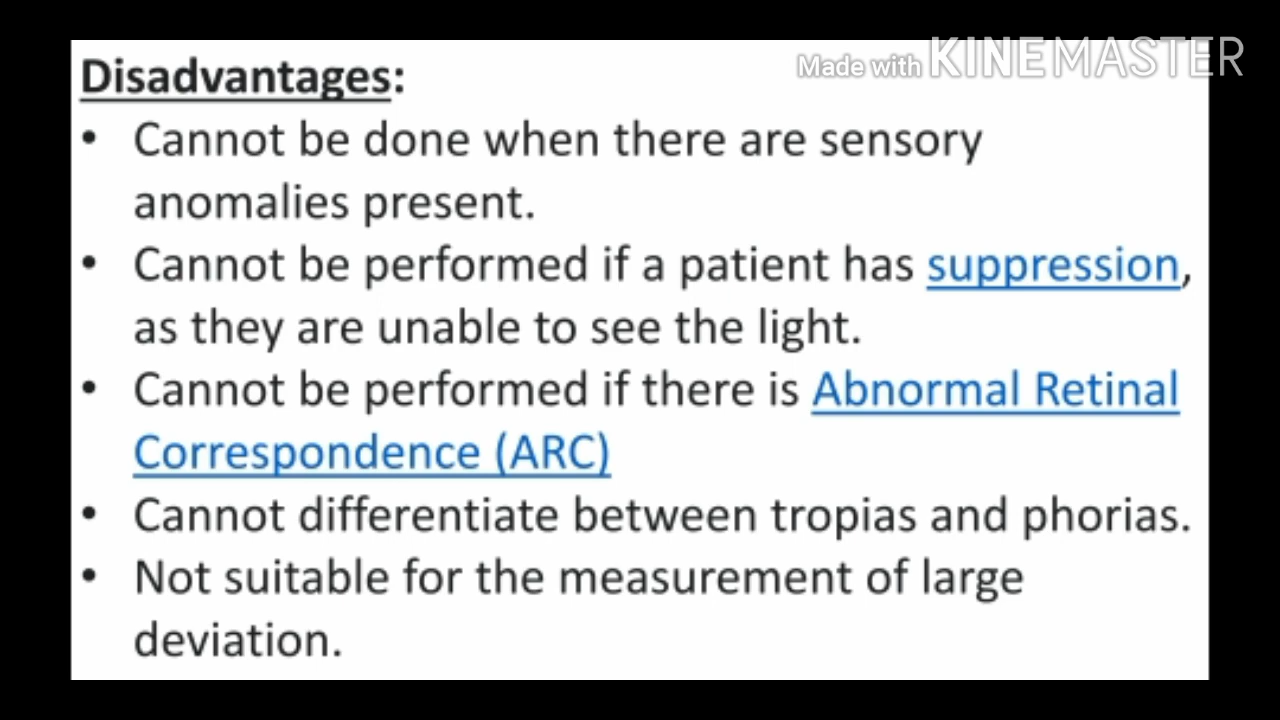 Made with KINEMASTER
Disadvantages:
• Cannot be done when there are sensory
anomalies present.
• Cannot be performed if a patient has suppression,
as they are unable to see the light.
• Cannot be performed if there is Abnormal Retinal
Correspondence (ARC)
• Cannot differentiate between tropias and phorias.
• Not suitable for the measurement of large
deviation.